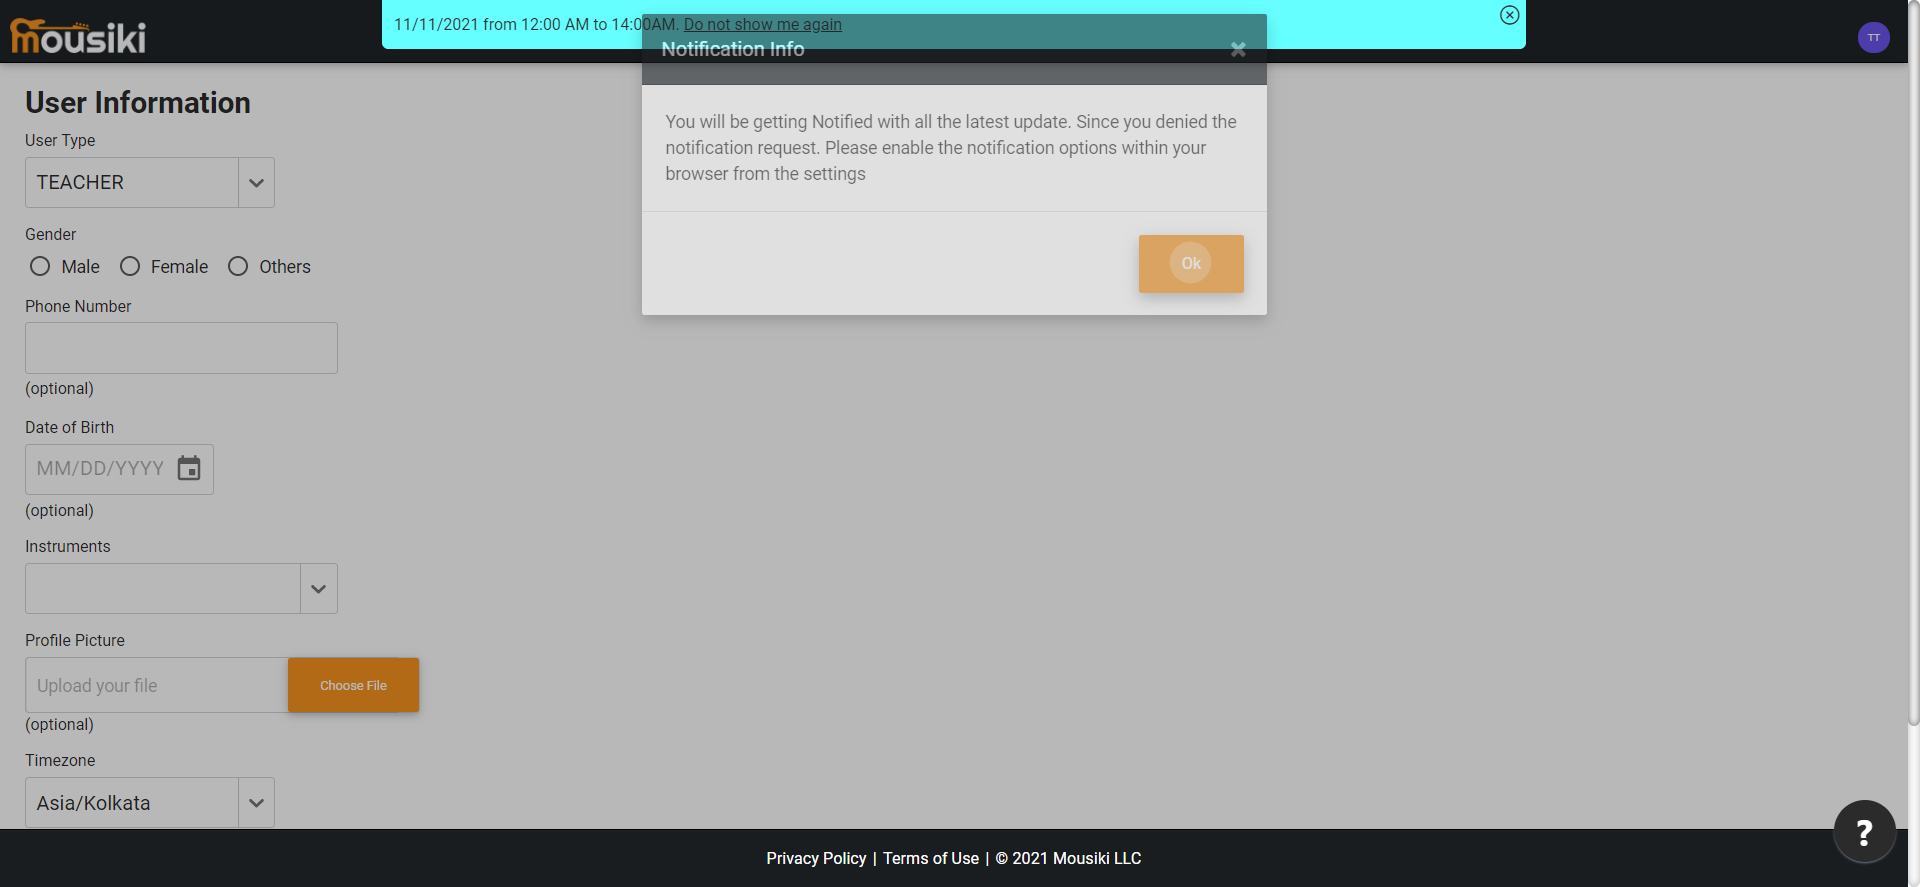 mousiki
11/11/2021 from 12:00 AM to 14:00AM. Do not show me again
TT
Notification Info
You will be getting Notified with all the latest update. Since you denied the
notification request. Please enable the notification options within your
browser from the settings
Ok
User Information
User Type
TEACHER
Gender
Male Female Others
Phone Number
(optional)
Date of Birth
MM/DD/YYYY
(optional)
Instruments
Profile Picture
Upload your file Choose File
(optional)
Timezone
Asia/Kolkata
?
Privacy Policy | Terms of Use | © 2021 Mousiki LLC